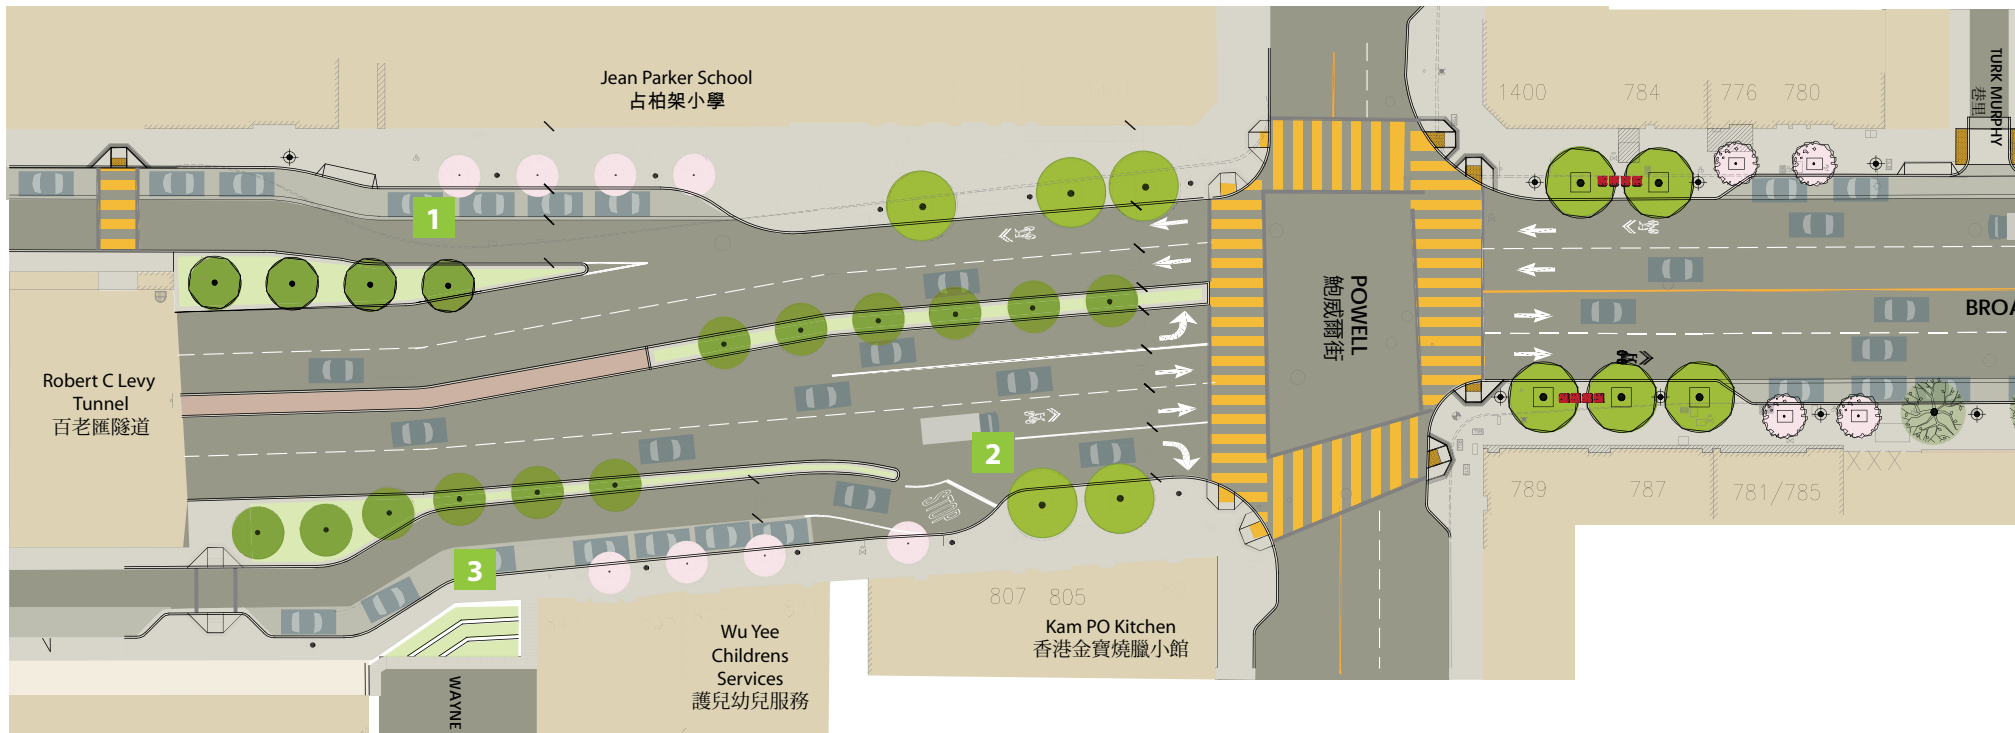 Jean Parker School
占柏架小學
1400
784
776
780
TURK MURPHY
巷里
1
POWELL
鮑威爾街
BROA
Robert C Levy
Tunnel
百老匯隧道
2
STOP
3
789
787
781/785
807
805
Kam PO Kitchen
香港金寶燒臘小館
Wu Yee
Childrens
Services
護兒幼兒服務
WAYNE